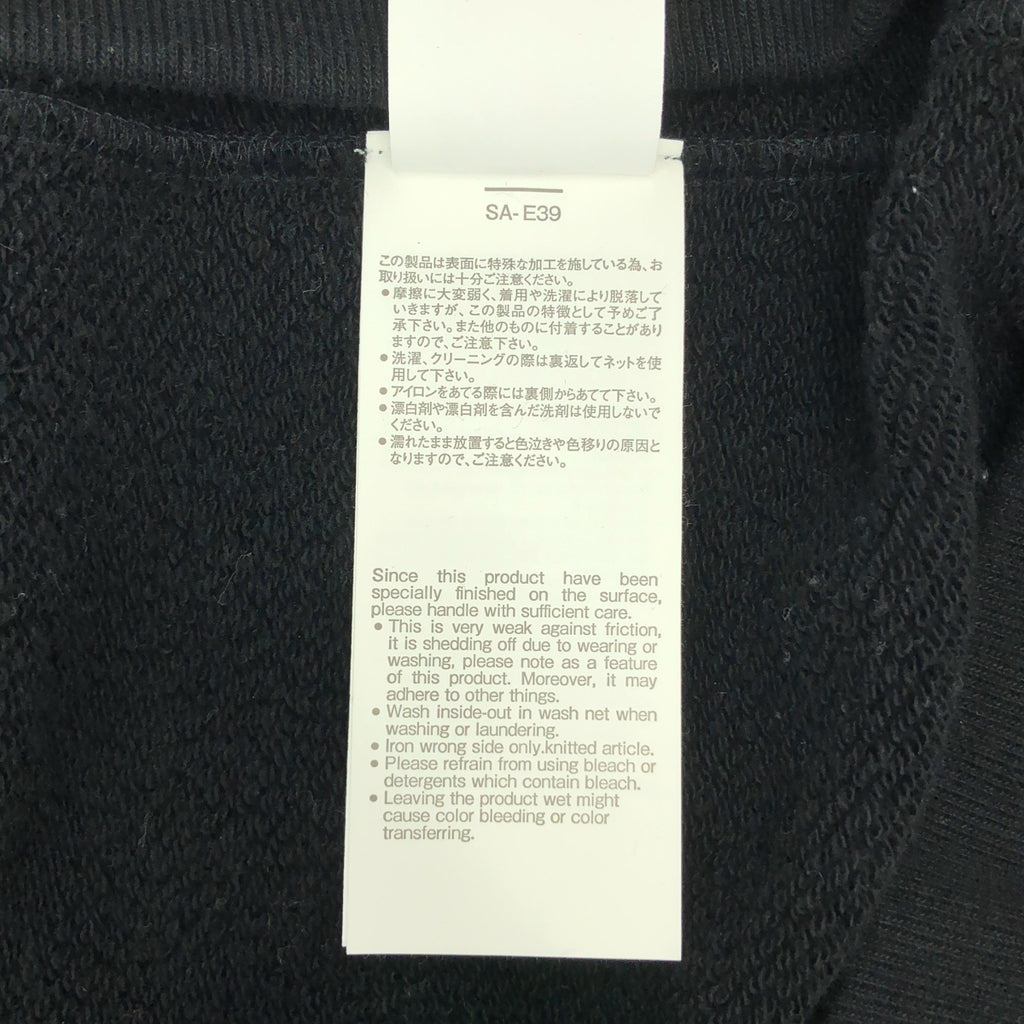 SA-E39
この製品は表面に特殊な加工を施している為、お
取り扱いには十分ご注意ください。
● 摩擦に大変弱く、着用や洗濯により脱落して
いきますが、この製品の特徴として予めご了
承下さい。また他のものに付着することがあり
ますので、ご注意下さい。
● 洗濯、クリーニングの際は裏返してネットを使
用して下さい。
● アイロンをあてる際には裏側からあてて下さい。
● 漂白剤や漂白剤を含んだ洗剤は使用しないで
ください。
● 濡れたまま放置すると色泣きや色移りの原因と
なりますので、ご注意ください。
Since this product have been
specially finished on the surface,
please handle with sufficient care.
● This is very weak against friction,
it is shedding off due to wearing or
washing, please note as a feature
of this product. Moreover, it may
adhere to other things.
● Wash inside-out in wash net when
washing or laundering.
● Iron wrong side only.knitted article.
● Please refrain from using bleach or
detergents which contain bleach.
● Leaving the product wet might
cause color bleeding or color
transferring.